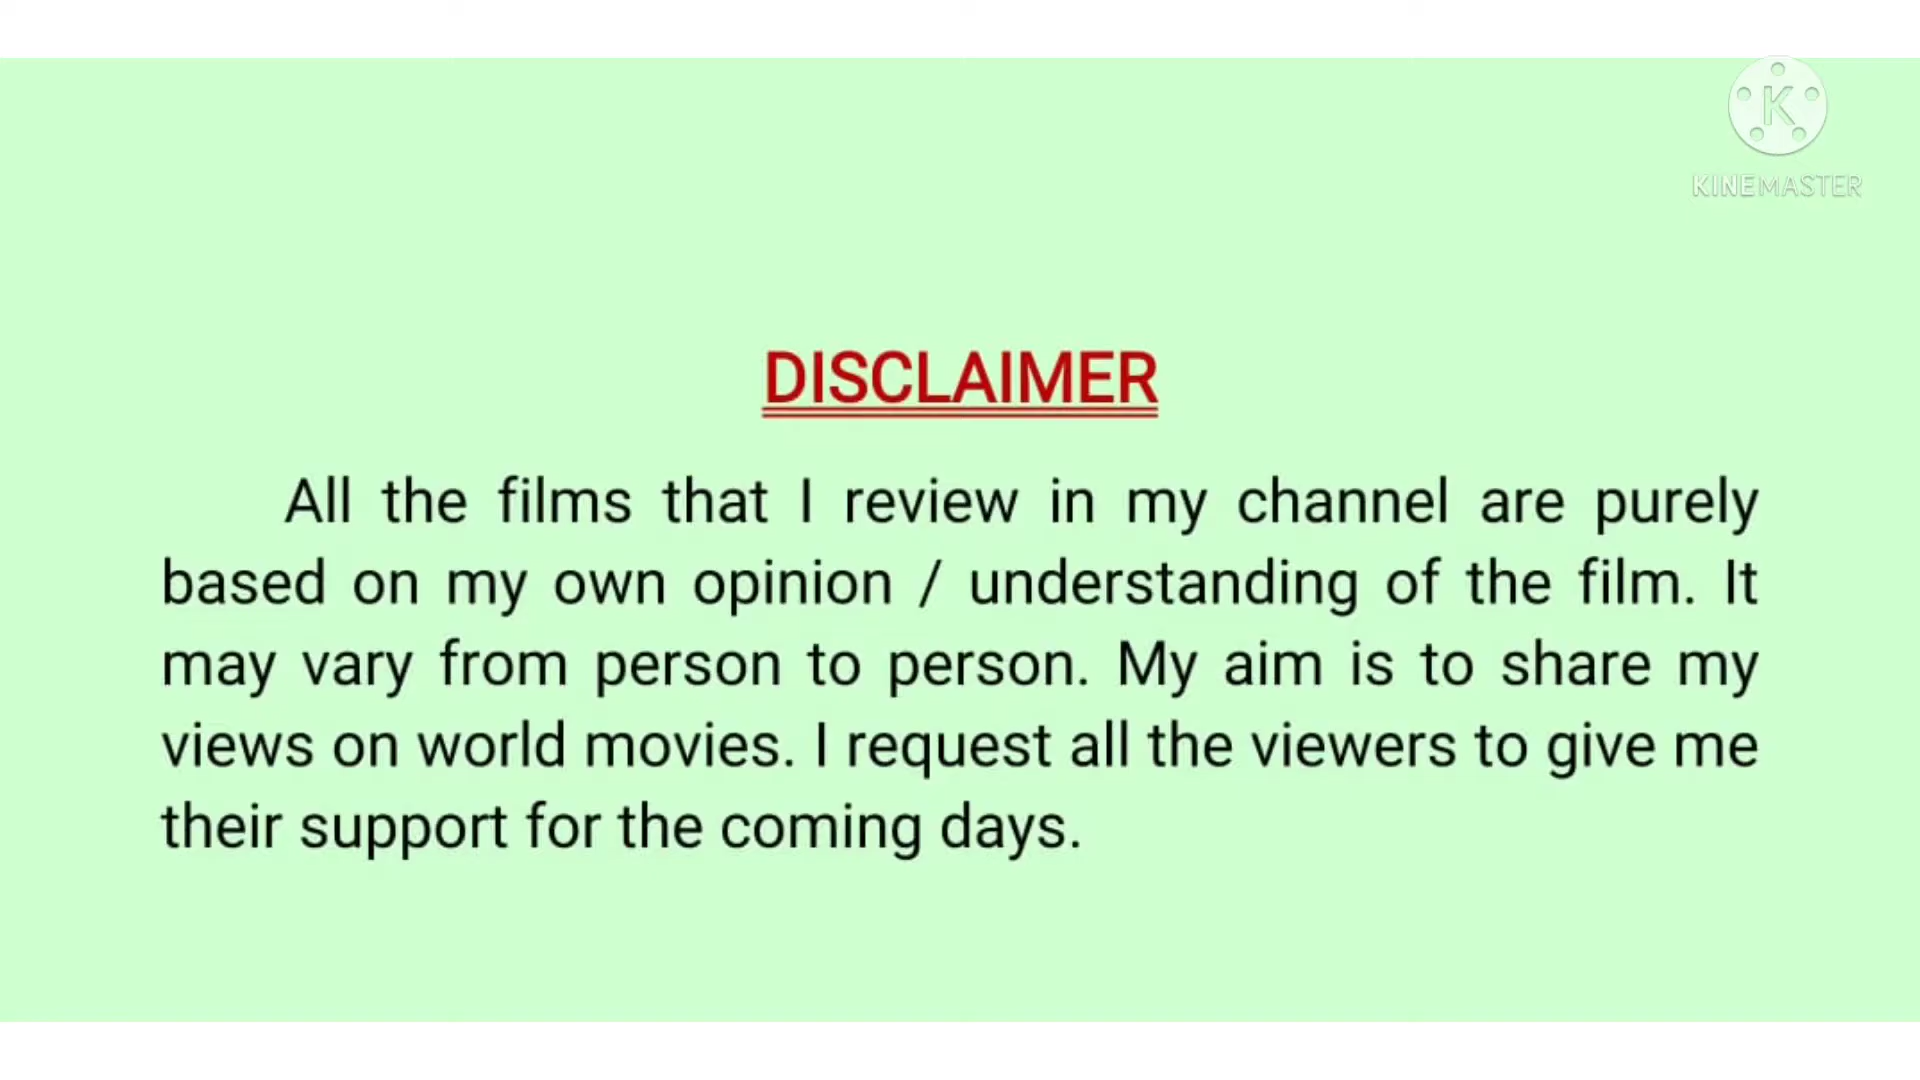 K
KINEMASTER
DISCLAIMER
All the films that I review in my channel are purely
based on my own opinion / understanding of the film. It
may vary from person to person. My aim is to share my
views on world movies. I request all the viewers to give me
their support for the coming days.